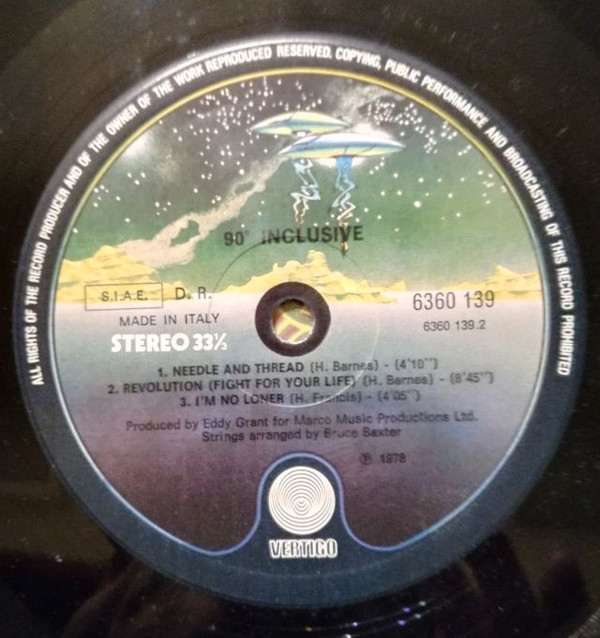 ALL RIGHTS OF THE RECORD PRODUCER AND OF THE OWNER OF THE WORK REPRODUCED RESERVED. COPYING, PUBLIC PERFORMANCE AND BROADCASTING OF THIS RECORD PROHIBITED
90° INCLUSIVE
S.I.A.E. D. R.
6360 139
MADE IN ITALY
6360 139.2
STEREO 33⅓
1. NEEDLE AND THREAD (H. Barnes) - (4'10'')
2. REVOLUTION (FIGHT FOR YOUR LIFE) (H. Barnes) - (8'45'')
3. I'M NO LONER (H. Francis) - (4'05'')
Produced by Eddy Grant for Marco Music Productions Ltd.
Strings arranged by Bruce Baxter
℗ 1978
VERTIGO